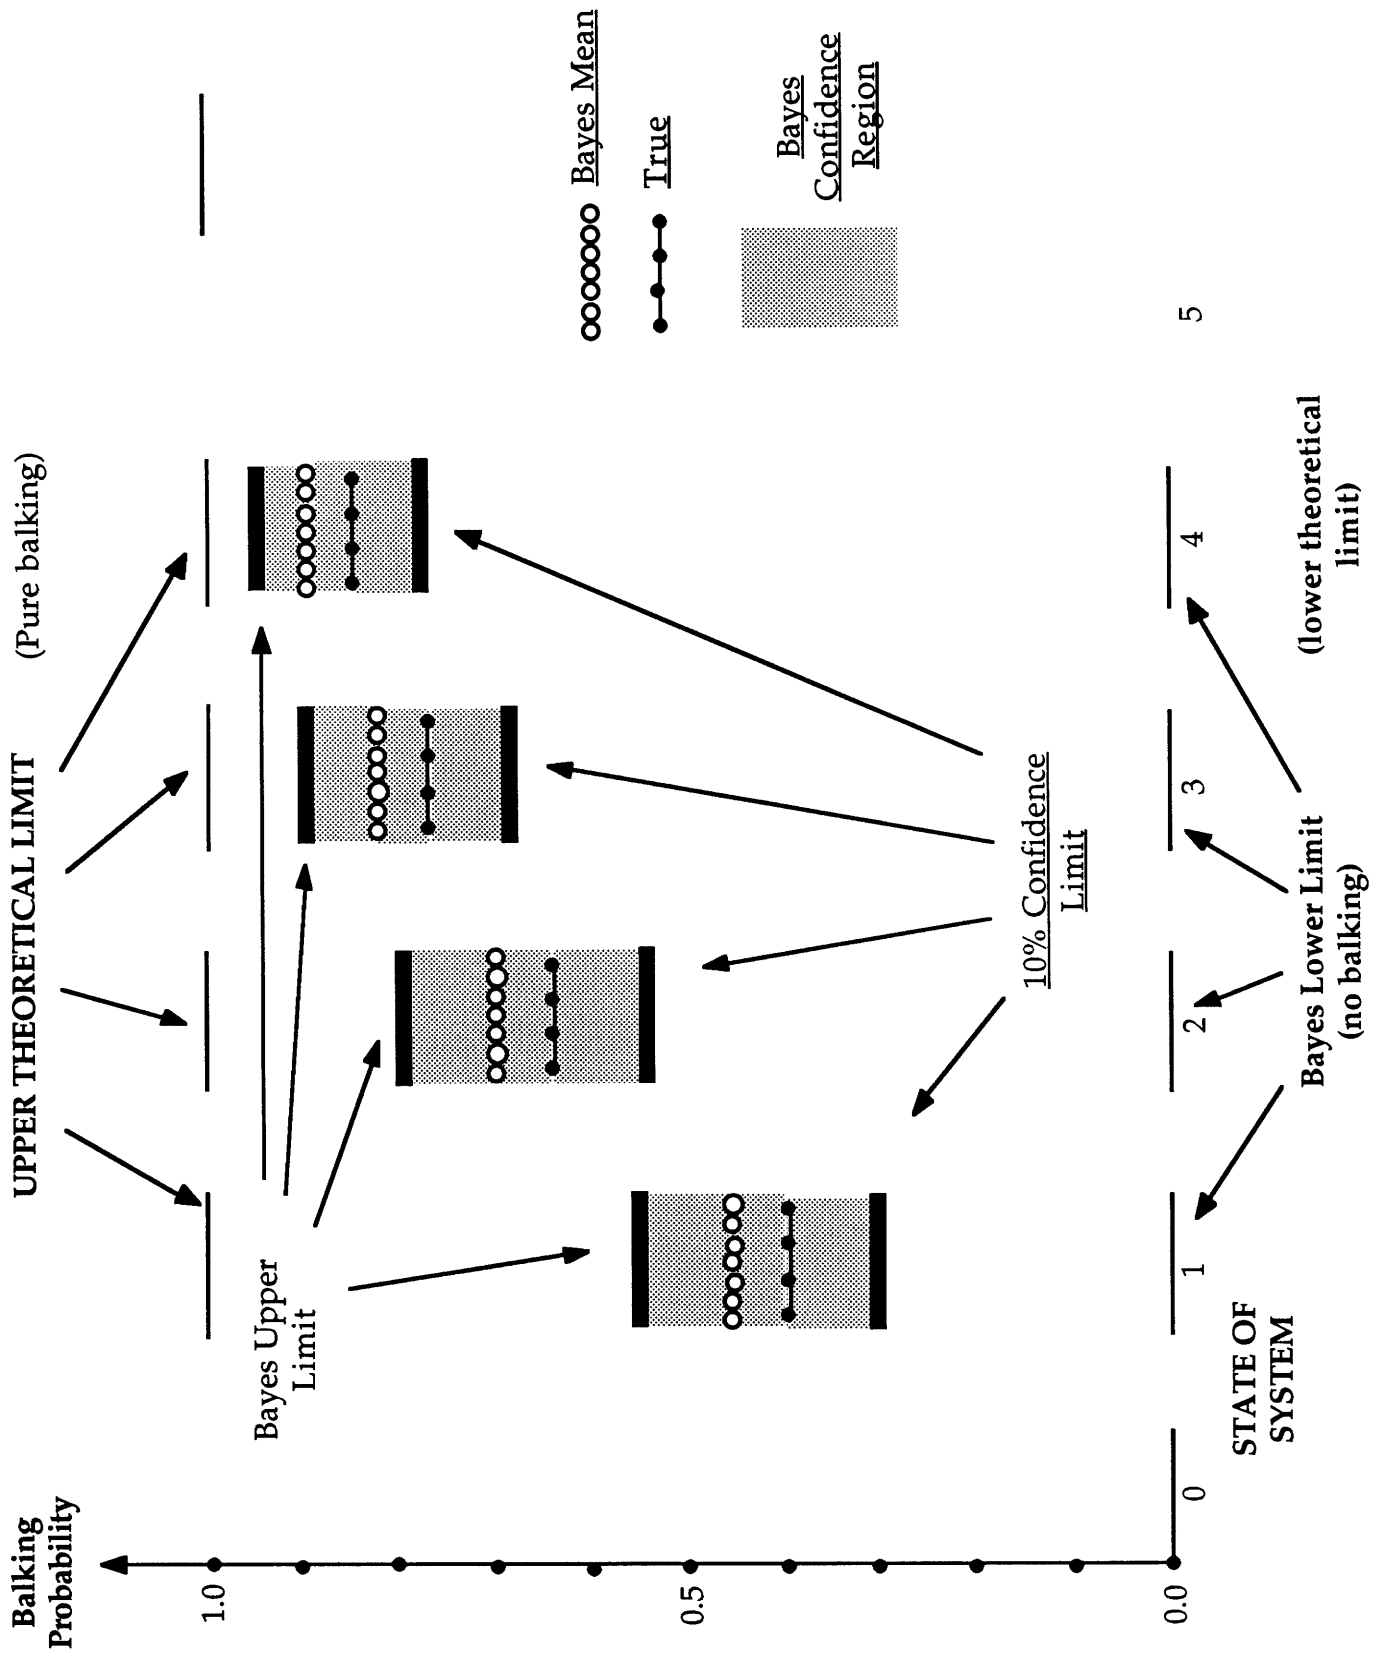 Balking
Probability
UPPER THEORETICAL LIMIT
(Pure balking)
1.0
0.5
0.0
Bayes Upper
Limit
Bayes Mean
True
Bayes
Confidence
Region
10% Confidence
Limit
0
1
2
3
4
5
STATE OF
SYSTEM
Bayes Lower Limit
(no balking)
(lower theoretical
limit)